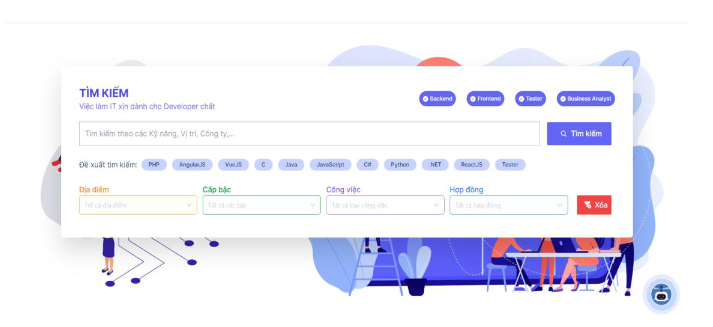 TÌM KIẾM
Việc làm IT xịn dành cho Developer chất
Backend Frontend Tester Business Analyst
Tìm kiếm theo các Kỹ năng, Vị trí, Công ty,...
Tìm kiếm
Đề xuất tìm kiếm: PHP AngularJS VueJS C Java JavaScript C# Python .NET ReactJS Tester
Địa điểm Cấp bậc Công việc Hợp đồng
Tất cả địa điểm Tất cả cấp bậc Tất cả loại công việc Tất cả hợp đồng Xóa